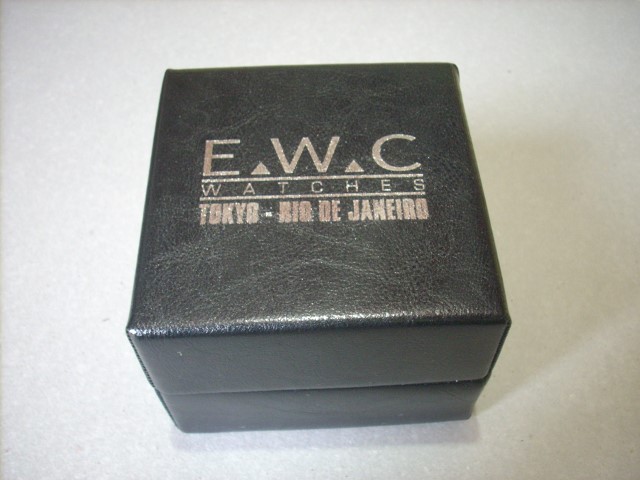 E.W.C
WATCHES
TOKYO - RIO DE JANEIRO